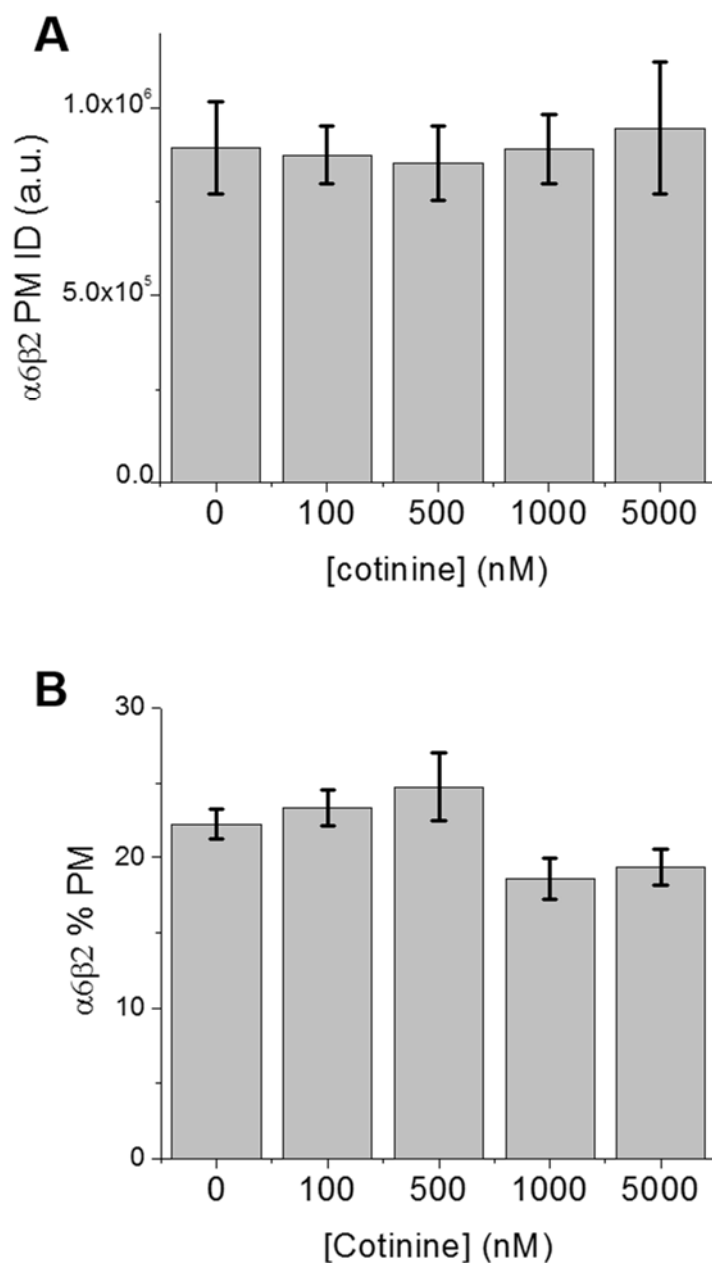 A
α6β2 PM ID (a.u.)
1.0x10⁶
5.0x10⁵
0.0
0 100 500 1000 5000
[cotinine] (nM)
B
α6β2 % PM
30
20
10
0
0 100 500 1000 5000
[Cotinine] (nM)